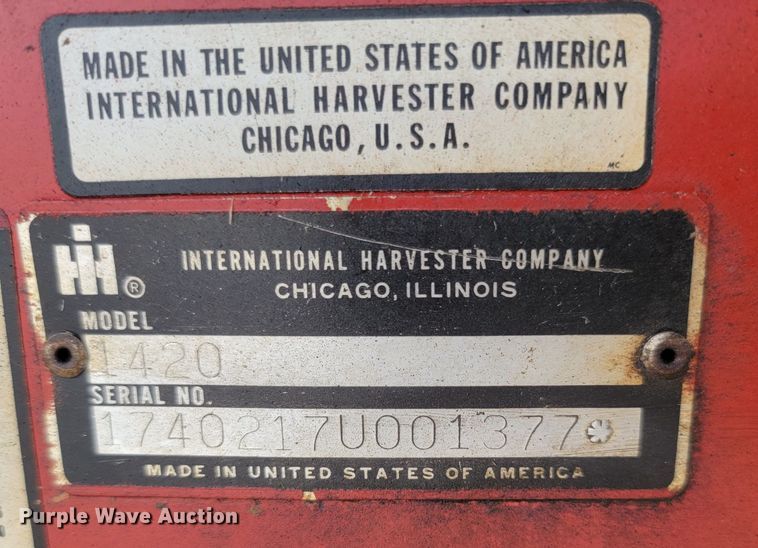 MADE IN THE UNITED STATES OF AMERICA
INTERNATIONAL HARVESTER COMPANY
CHICAGO, U.S.A.
MC
IH ®
INTERNATIONAL HARVESTER COMPANY
CHICAGO, ILLINOIS
MODEL
1420
SERIAL NO.
1740217U001377
MADE IN UNITED STATES OF AMERICA
Purple Wave Auction